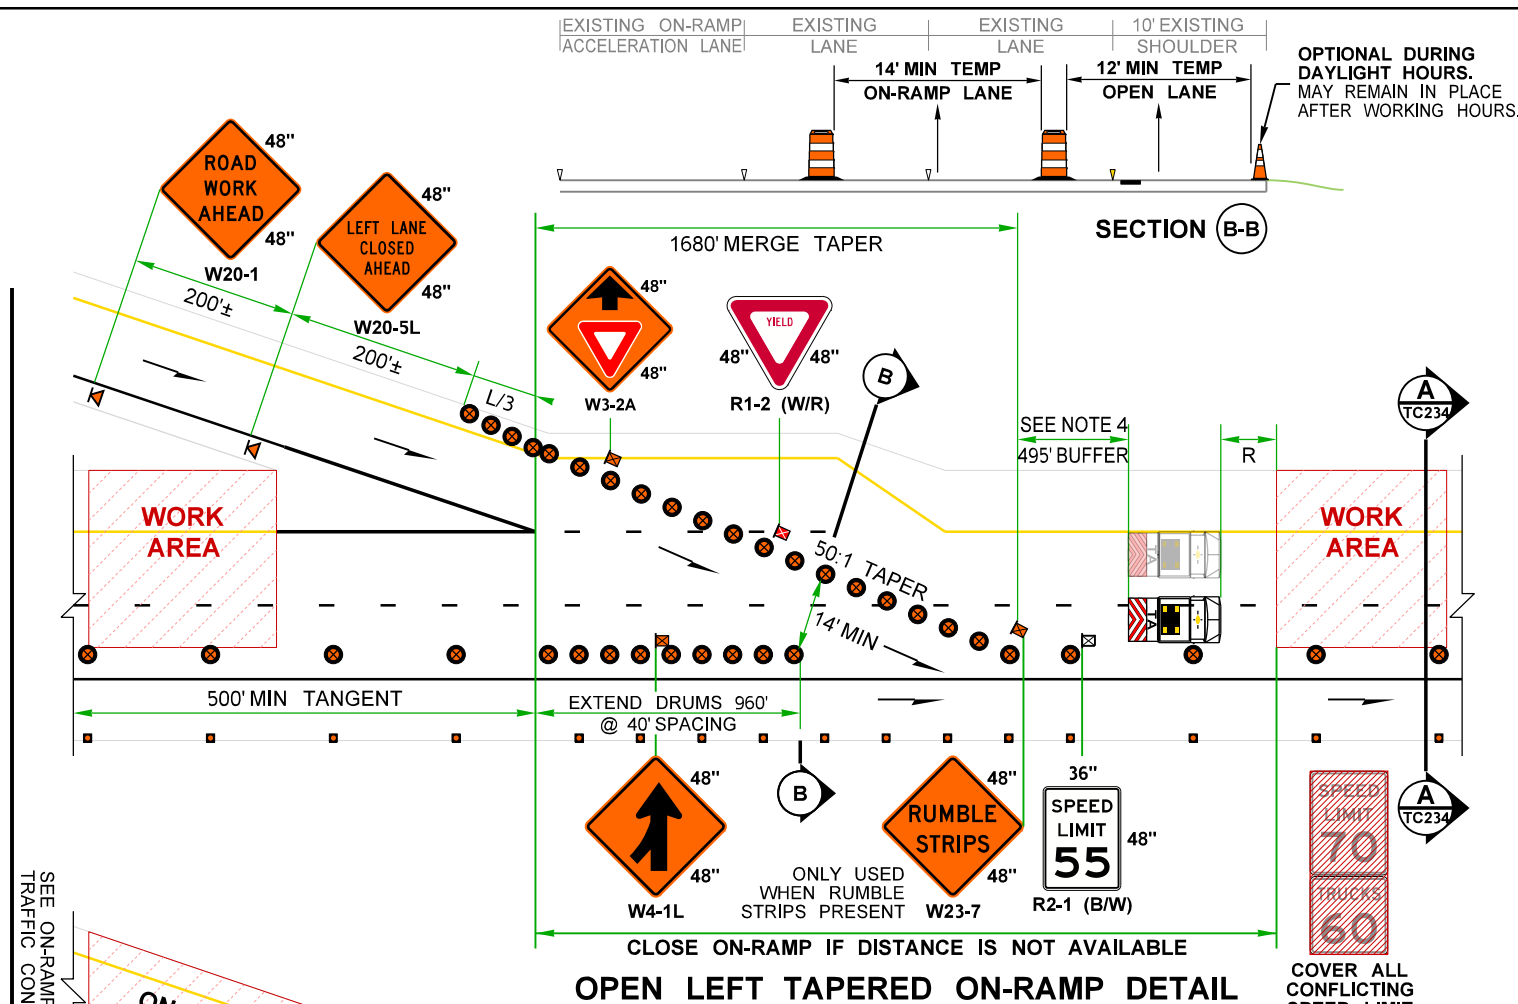 EXISTING ON-RAMP
ACCELERATION LANE
EXISTING
LANE
EXISTING
LANE
10' EXISTING
SHOULDER
14' MIN TEMP
ON-RAMP LANE
12' MIN TEMP
OPEN LANE
OPTIONAL DURING
DAYLIGHT HOURS.
MAY REMAIN IN PLACE
AFTER WORKING HOURS.
SECTION B-B
ROAD
WORK
AHEAD
48"
48"
W20-1
LEFT LANE
CLOSED
AHEAD
48"
48"
W20-5L
200'±
200'±
L/3
1680' MERGE TAPER
48"
48"
W3-2A
YIELD
48"
48"
R1-2 (W/R)
B
A
TC234
SEE NOTE 4
495' BUFFER
R
WORK
AREA
WORK
AREA
50:1 TAPER
14' MIN
500' MIN TANGENT
EXTEND DRUMS 960'
@ 40' SPACING
B
48"
48"
W4-1L
RUMBLE
STRIPS
48"
48"
W23-7
ONLY USED
WHEN RUMBLE
STRIPS PRESENT
36"
SPEED
LIMIT
55
48"
R2-1 (B/W)
SPEED
LIMIT
70
TRUCKS
60
A
TC234
CLOSE ON-RAMP IF DISTANCE IS NOT AVAILABLE
OPEN LEFT TAPERED ON-RAMP DETAIL
COVER ALL
CONFLICTING
SPEED LIMIT
SEE ON-RAMP
TRAFFIC CON
ON